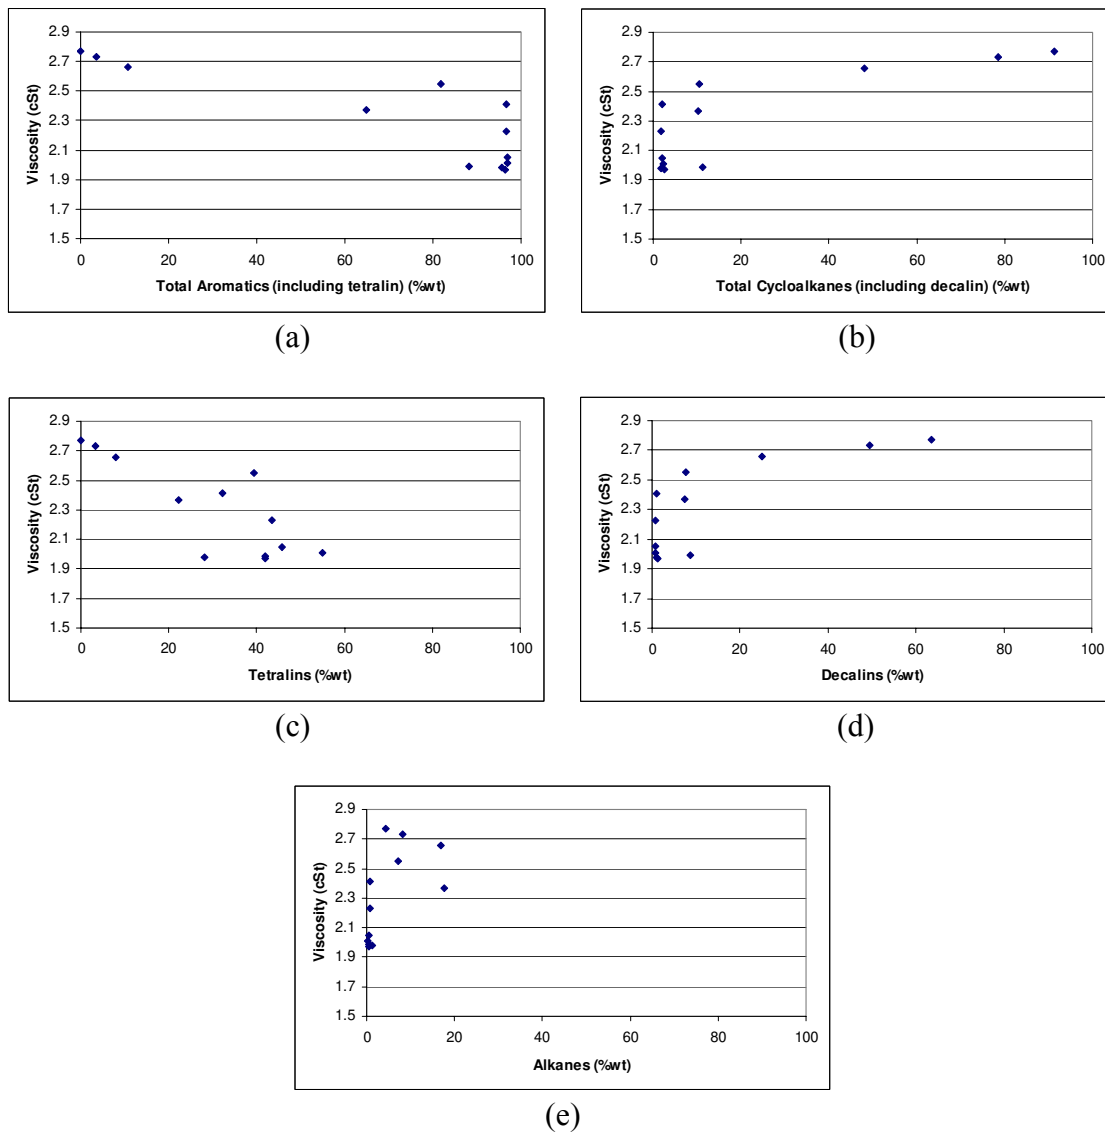 2.9
2.7
2.5
2.3
2.1
1.9
1.7
1.5
Viscosity (cSt)
0 20 40 60 80 100
Total Aromatics (including tetralin) (%wt)
(a)
2.9
2.7
2.5
2.3
2.1
1.9
1.7
1.5
Viscosity (cSt)
0 20 40 60 80 100
Total Cycloalkanes (including decalin) (%wt)
(b)
2.9
2.7
2.5
2.3
2.1
1.9
1.7
1.5
Viscosity (cSt)
0 20 40 60 80 100
Tetralins (%wt)
(c)
2.9
2.7
2.5
2.3
2.1
1.9
1.7
1.5
Viscosity (cSt)
0 20 40 60 80 100
Decalins (%wt)
(d)
2.9
2.7
2.5
2.3
2.1
1.9
1.7
1.5
Viscosity (cSt)
0 20 40 60 80 100
Alkanes (%wt)
(e)